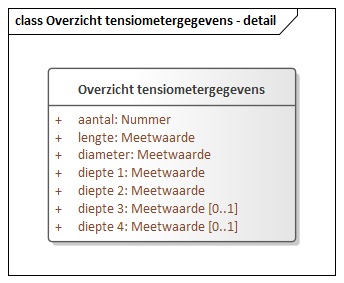 class Overzicht tensiometergegevens - detail
Overzicht tensiometergegevens
+ aantal: Nummer
+ lengte: Meetwaarde
+ diameter: Meetwaarde
+ diepte 1: Meetwaarde
+ diepte 2: Meetwaarde
+ diepte 3: Meetwaarde [0..1]
+ diepte 4: Meetwaarde [0..1]